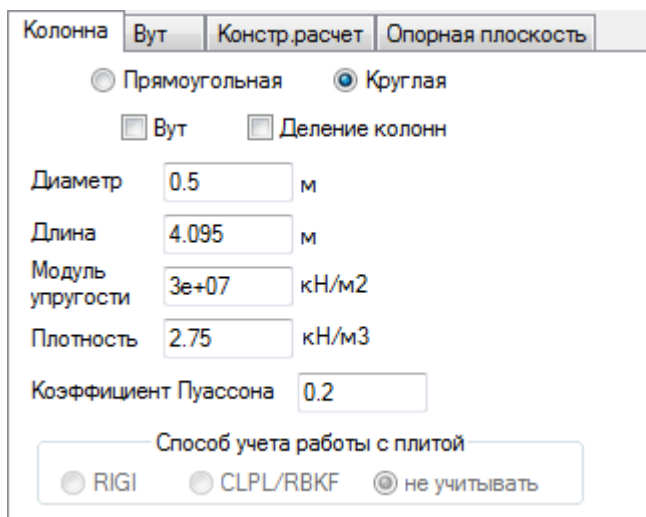 Колонна Вут Констр.расчет Опорная плоскость
Прямоугольная Круглая
Вут Деление колонн
Диаметр 0.5 м
Длина 4.095 м
Модуль
упругости 3e+07 кН/м2
Плотность 2.75 кН/м3
Коэффициент Пуассона 0.2
Способ учета работы с плитой
RIGI CLPL/RBKF не учитывать